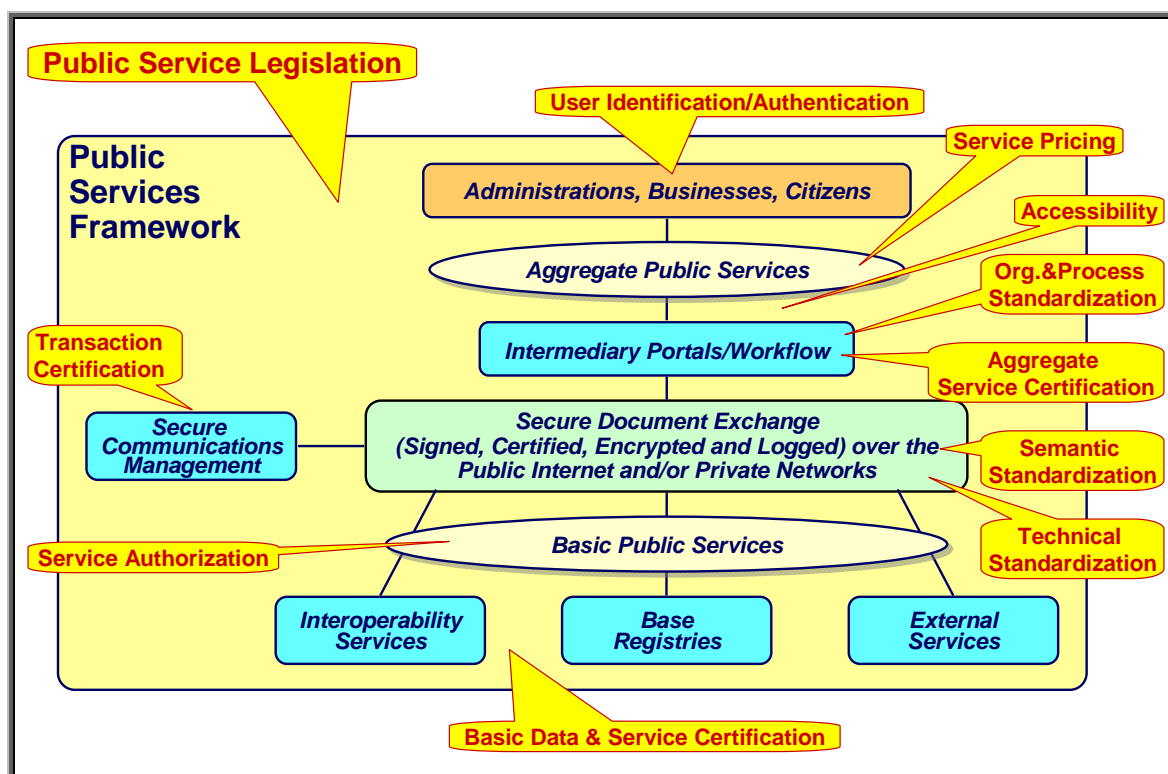 Public Service Legislation
User Identification/Authentication
Public
Services
Framework
Service Pricing
Administrations, Businesses, Citizens
Accessibility
Aggregate Public Services
Org.&Process
Standardization
Intermediary Portals/Workflow
Transaction
Certification
Aggregate
Service Certification
Secure
Communications
Management
Secure Document Exchange
(Signed, Certified, Encrypted and Logged) over the
Public Internet and/or Private Networks
Semantic
Standardization
Service Authorization
Basic Public Services
Technical
Standardization
Interoperability
Services
Base
Registries
External
Services
Basic Data & Service Certification